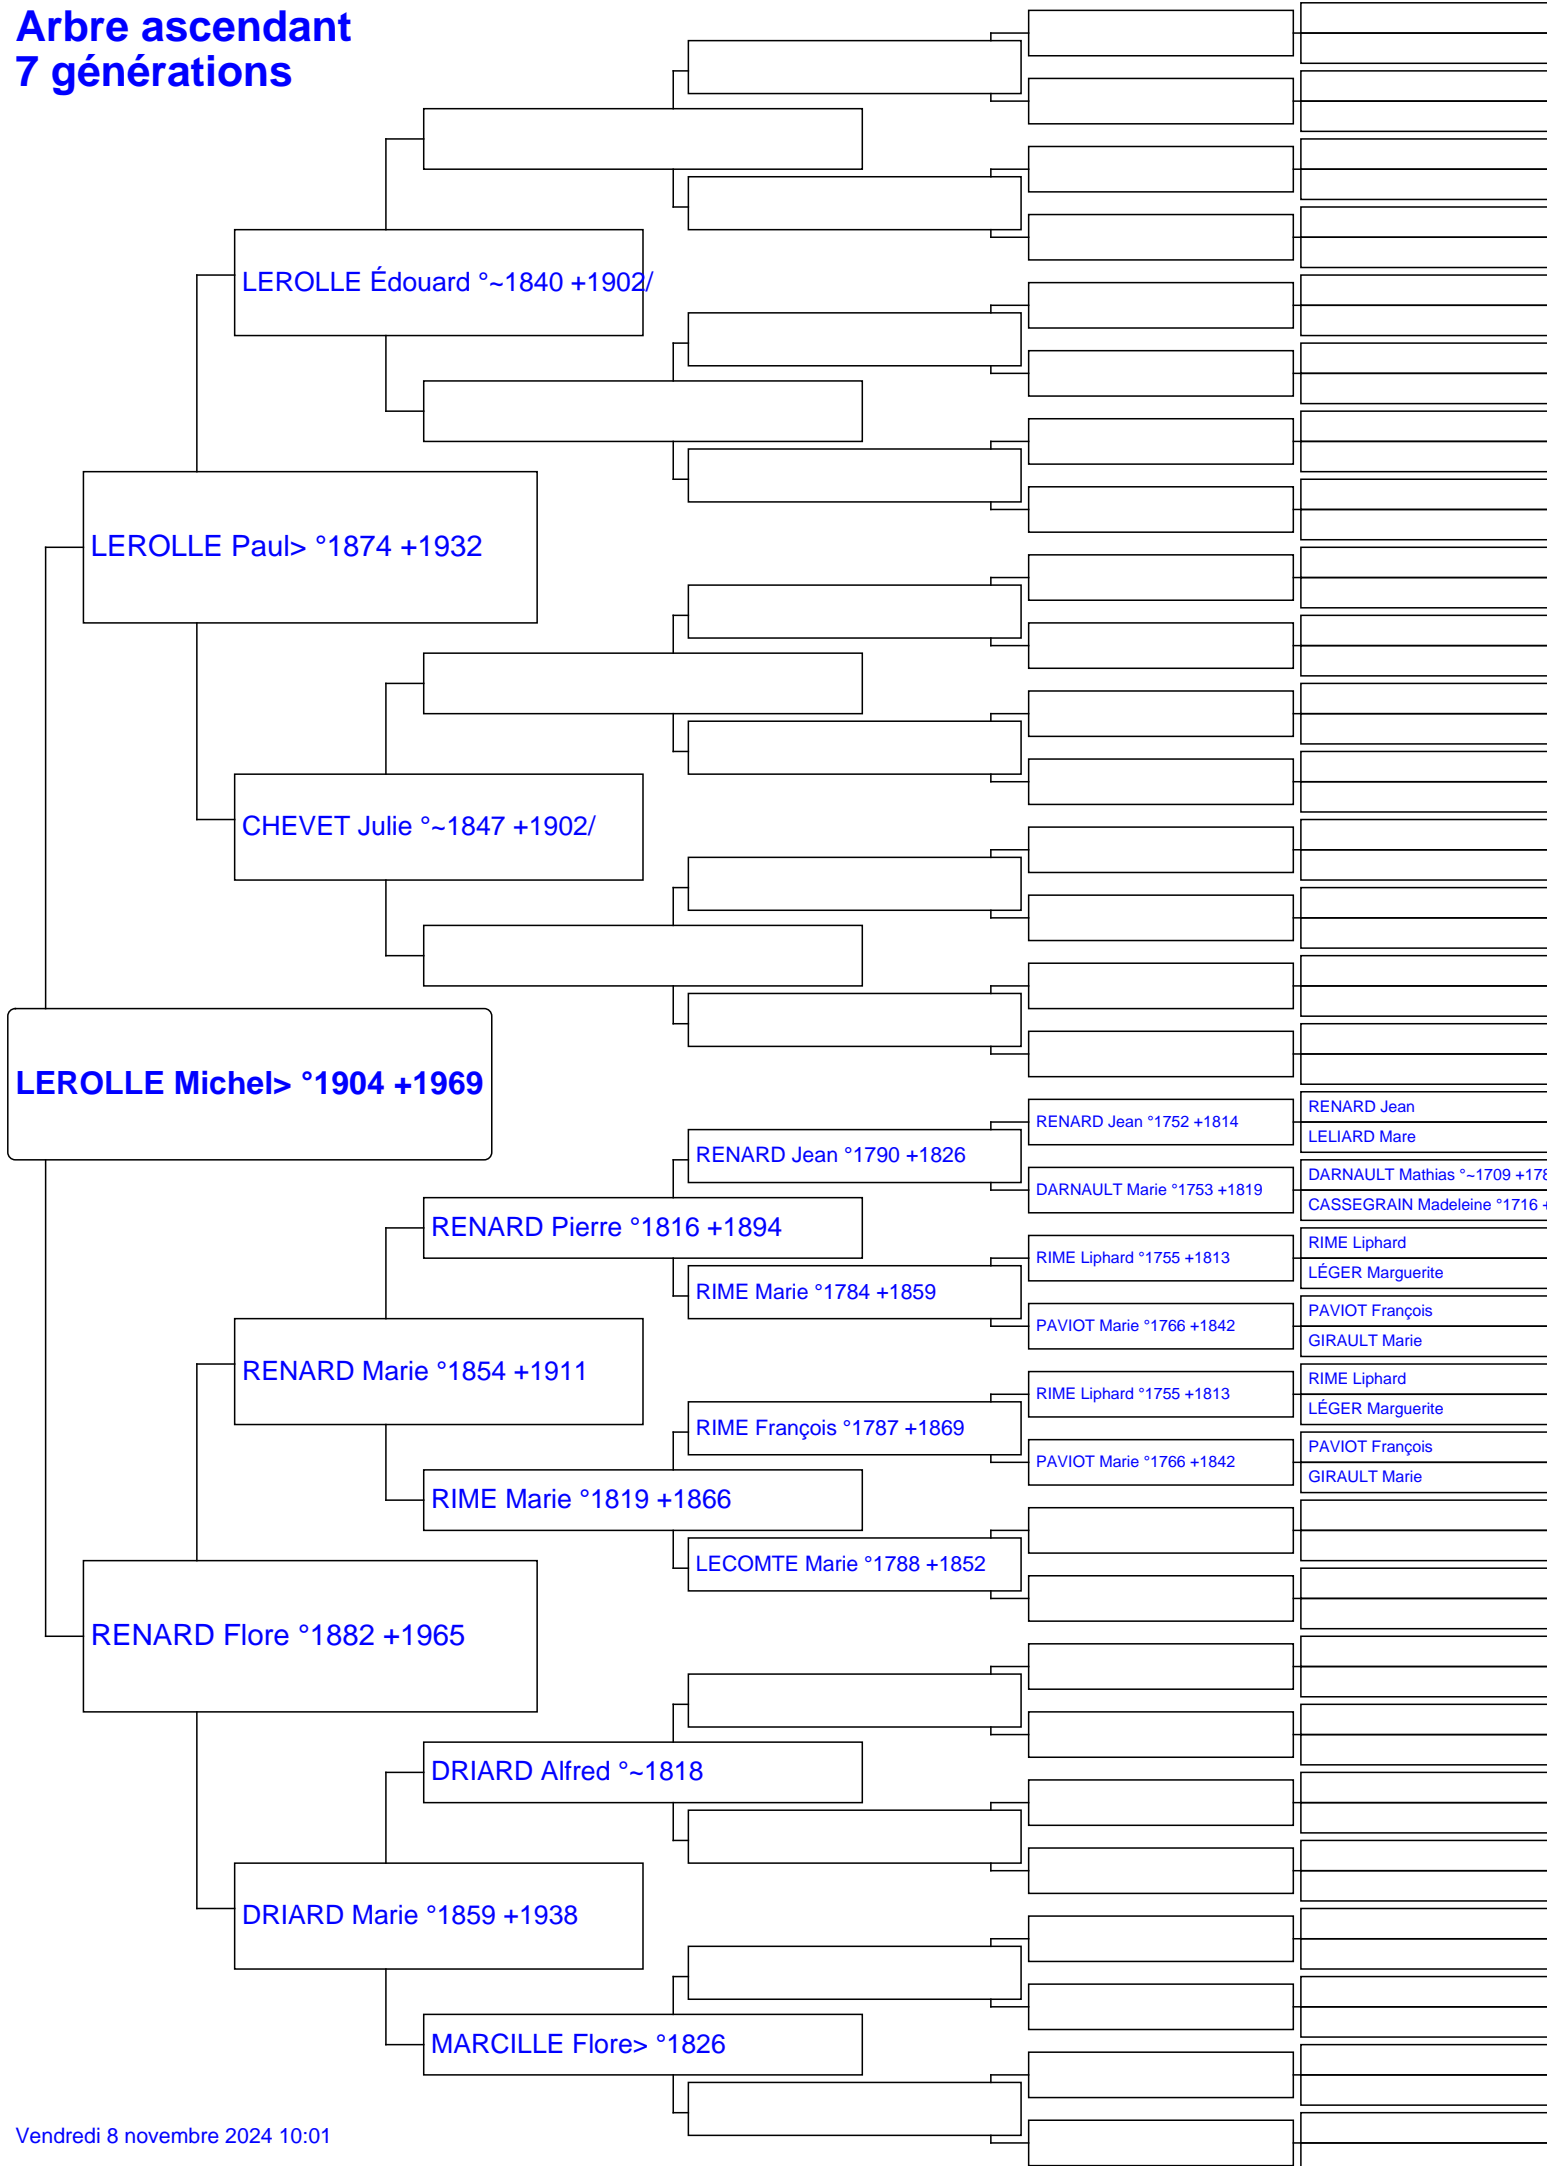 Arbre ascendant
7 générations
LEROLLE Édouard °~1840 +1902/
LEROLLE Paul> °1874 +1932
CHEVET Julie °~1847 +1902/
LEROLLE Michel> °1904 +1969
RENARD Jean
RENARD Jean °1752 +1814
LELIARD Mare
RENARD Jean °1790 +1826
DARNAULT Mathias °~1709 +178
DARNAULT Marie °1753 +1819
CASSEGRAIN Madeleine °1716 +
RENARD Pierre °1816 +1894
RIME Liphard
RIME Liphard °1755 +1813
LÉGER Marguerite
RIME Marie °1784 +1859
PAVIOT François
PAVIOT Marie °1766 +1842
GIRAULT Marie
RENARD Marie °1854 +1911
RIME Liphard
RIME Liphard °1755 +1813
LÉGER Marguerite
RIME François °1787 +1869
PAVIOT François
PAVIOT Marie °1766 +1842
GIRAULT Marie
RIME Marie °1819 +1866
LECOMTE Marie °1788 +1852
RENARD Flore °1882 +1965
DRIARD Alfred °~1818
DRIARD Marie °1859 +1938
MARCILLE Flore> °1826
Vendredi 8 novembre 2024 10:01